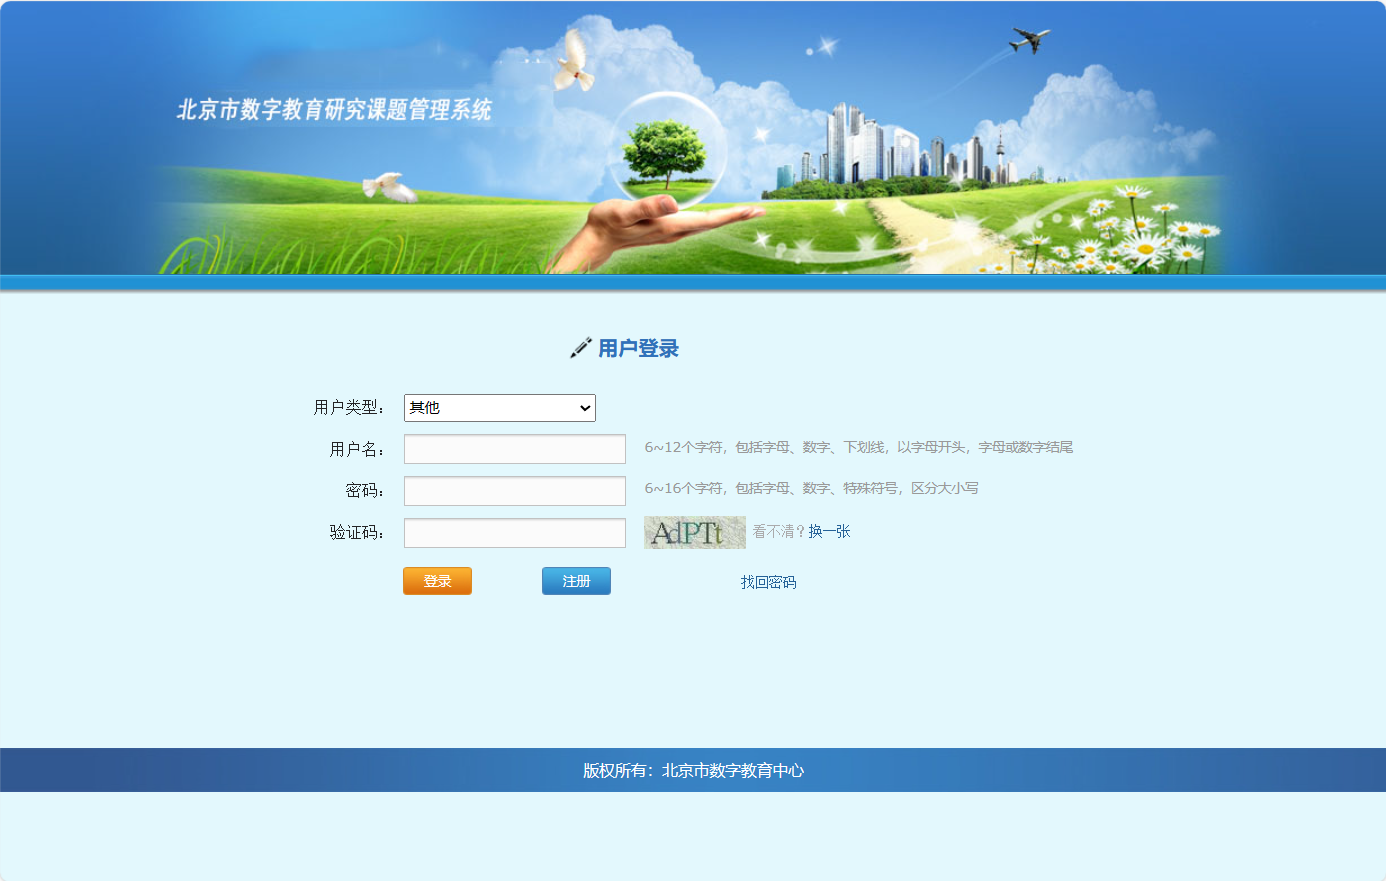 北京市数字教育研究课题管理系统
用户登录
用户类型： 其他
用户名： 6~12个字符，包括字母、数字、下划线，以字母开头，字母或数字结尾
密码： 6~16个字符，包括字母、数字、特殊符号，区分大小写
验证码： AdPTt 看不清？换一张
登录 注册 找回密码
版权所有：北京市数字教育中心